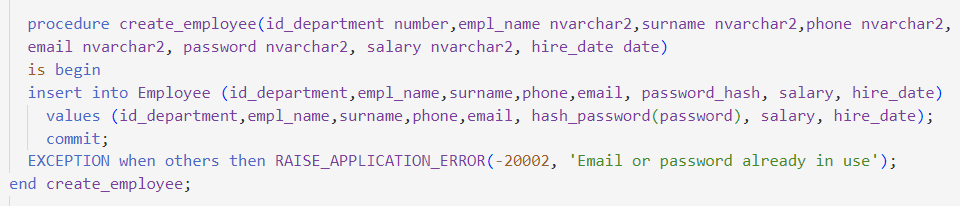 procedure create_employee(id_department number,empl_name nvarchar2,surname nvarchar2,phone nvarchar2,
email nvarchar2, password nvarchar2, salary nvarchar2, hire_date date)
is begin
insert into Employee (id_department,empl_name,surname,phone,email, password_hash, salary, hire_date)
values (id_department,empl_name,surname,phone,email, hash_password(password), salary, hire_date);
commit;
EXCEPTION when others then RAISE_APPLICATION_ERROR(-20002, 'Email or password already in use');
end create_employee;